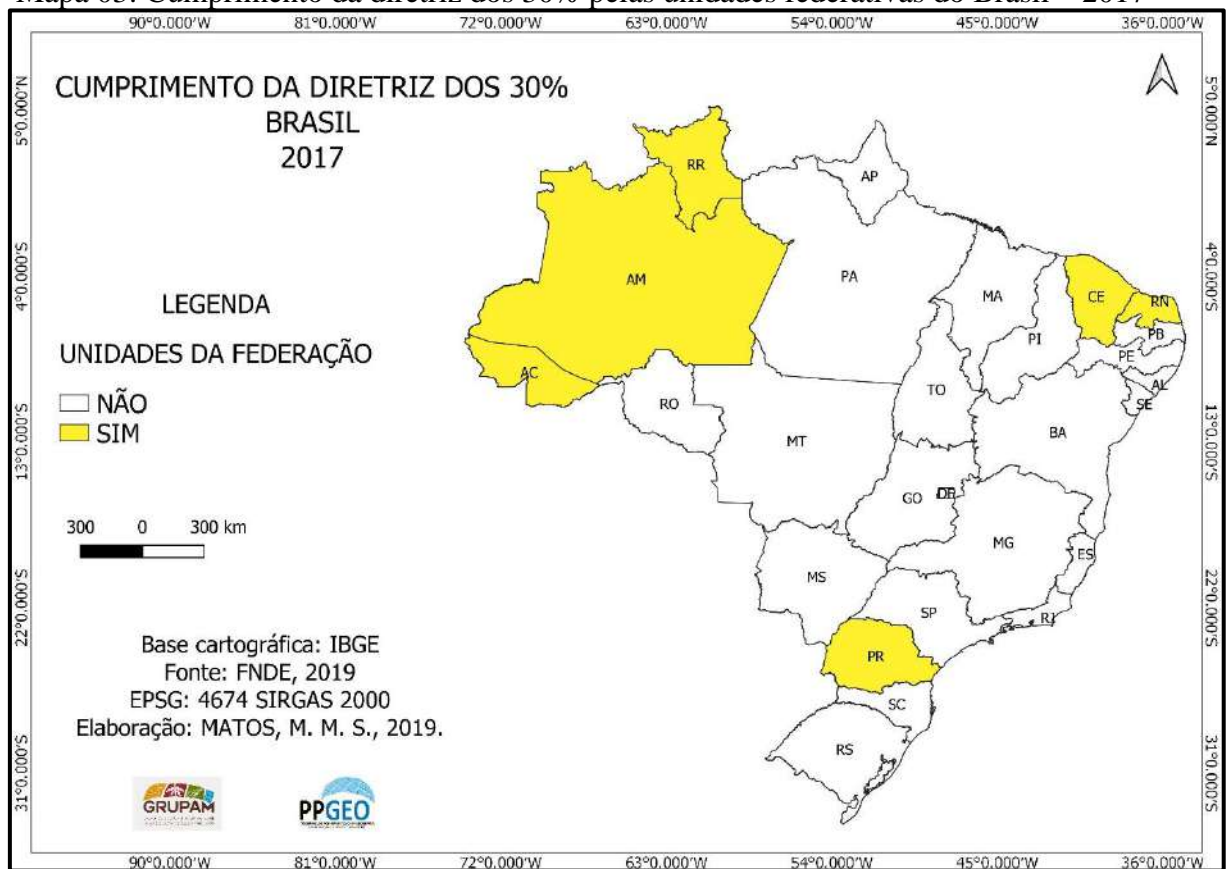 Mapa 03: Cumprimento da diretriz dos 30% pelas unidades federativas do Brasil – 2017
90°0.000'W 81°0.000'W 72°0.000'W 63°0.000'W 54°0.000'W 45°0.000'W 36°0.000'W
CUMPRIMENTO DA DIRETRIZ DOS 30%
BRASIL
2017
5°0.000'N
4°0.000'S
13°0.000'S
22°0.000'S
31°0.000'S
LEGENDA
UNIDADES DA FEDERAÇÃO
NÃO
SIM
300 0 300 km
Base cartográfica: IBGE
Fonte: FNDE, 2019
EPSG: 4674 SIRGAS 2000
Elaboração: MATOS, M. M. S., 2019.
GRUPAM
PPGEO
RR
AP
AM
PA
MA
CE
RN
PB
PI
PE
AL
SE
AC
RO
TO
MT
BA
GO
DF
MG
ES
MS
SP
RJ
PR
SC
RS
5°0.000'N
4°0.000'S
13°0.000'S
22°0.000'S
31°0.000'S
90°0.000'W 81°0.000'W 72°0.000'W 63°0.000'W 54°0.000'W 45°0.000'W 36°0.000'W